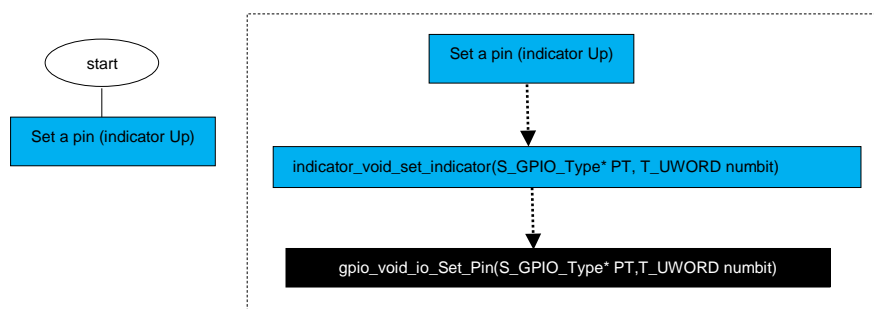 start
Set a pin (indicator Up)
Set a pin (indicator Up)
indicator_void_set_indicator(S_GPIO_Type* PT, T_UWORD numbit)
gpio_void_io_Set_Pin(S_GPIO_Type* PT,T_UWORD numbit)